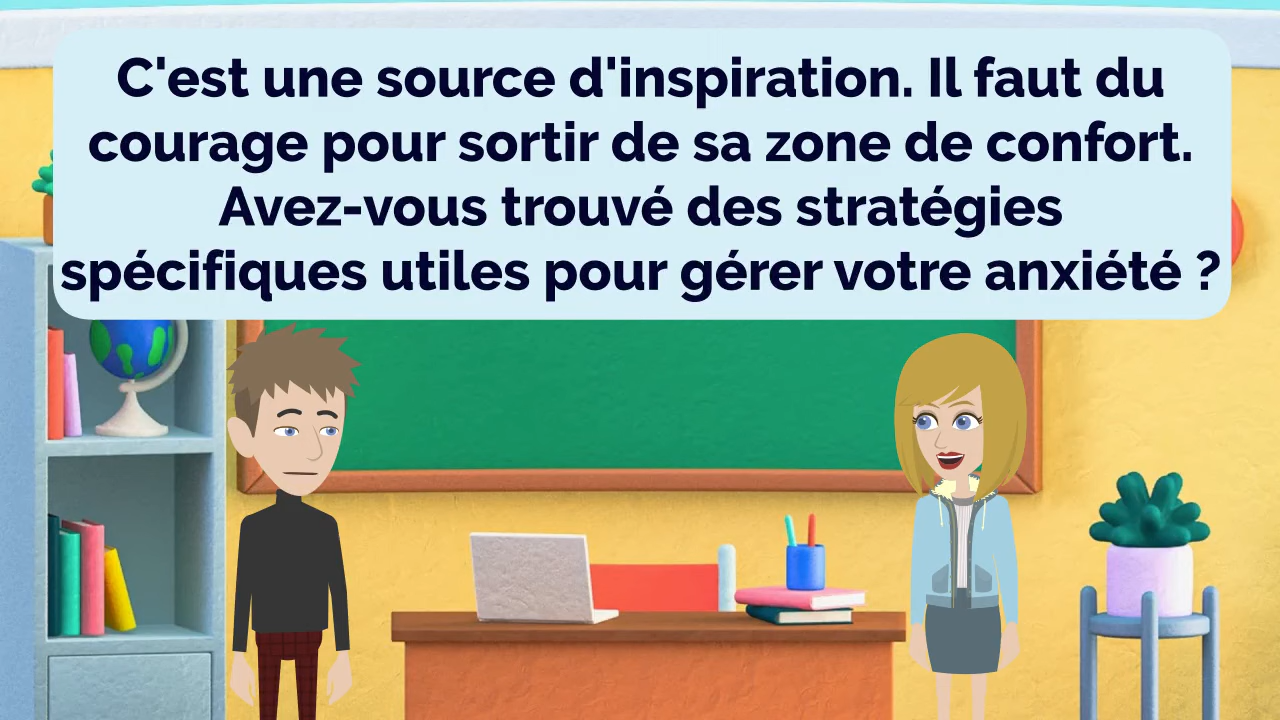 C'est une source d'inspiration. Il faut du
courage pour sortir de sa zone de confort.
Avez-vous trouvé des stratégies
spécifiques utiles pour gérer votre anxiété ?